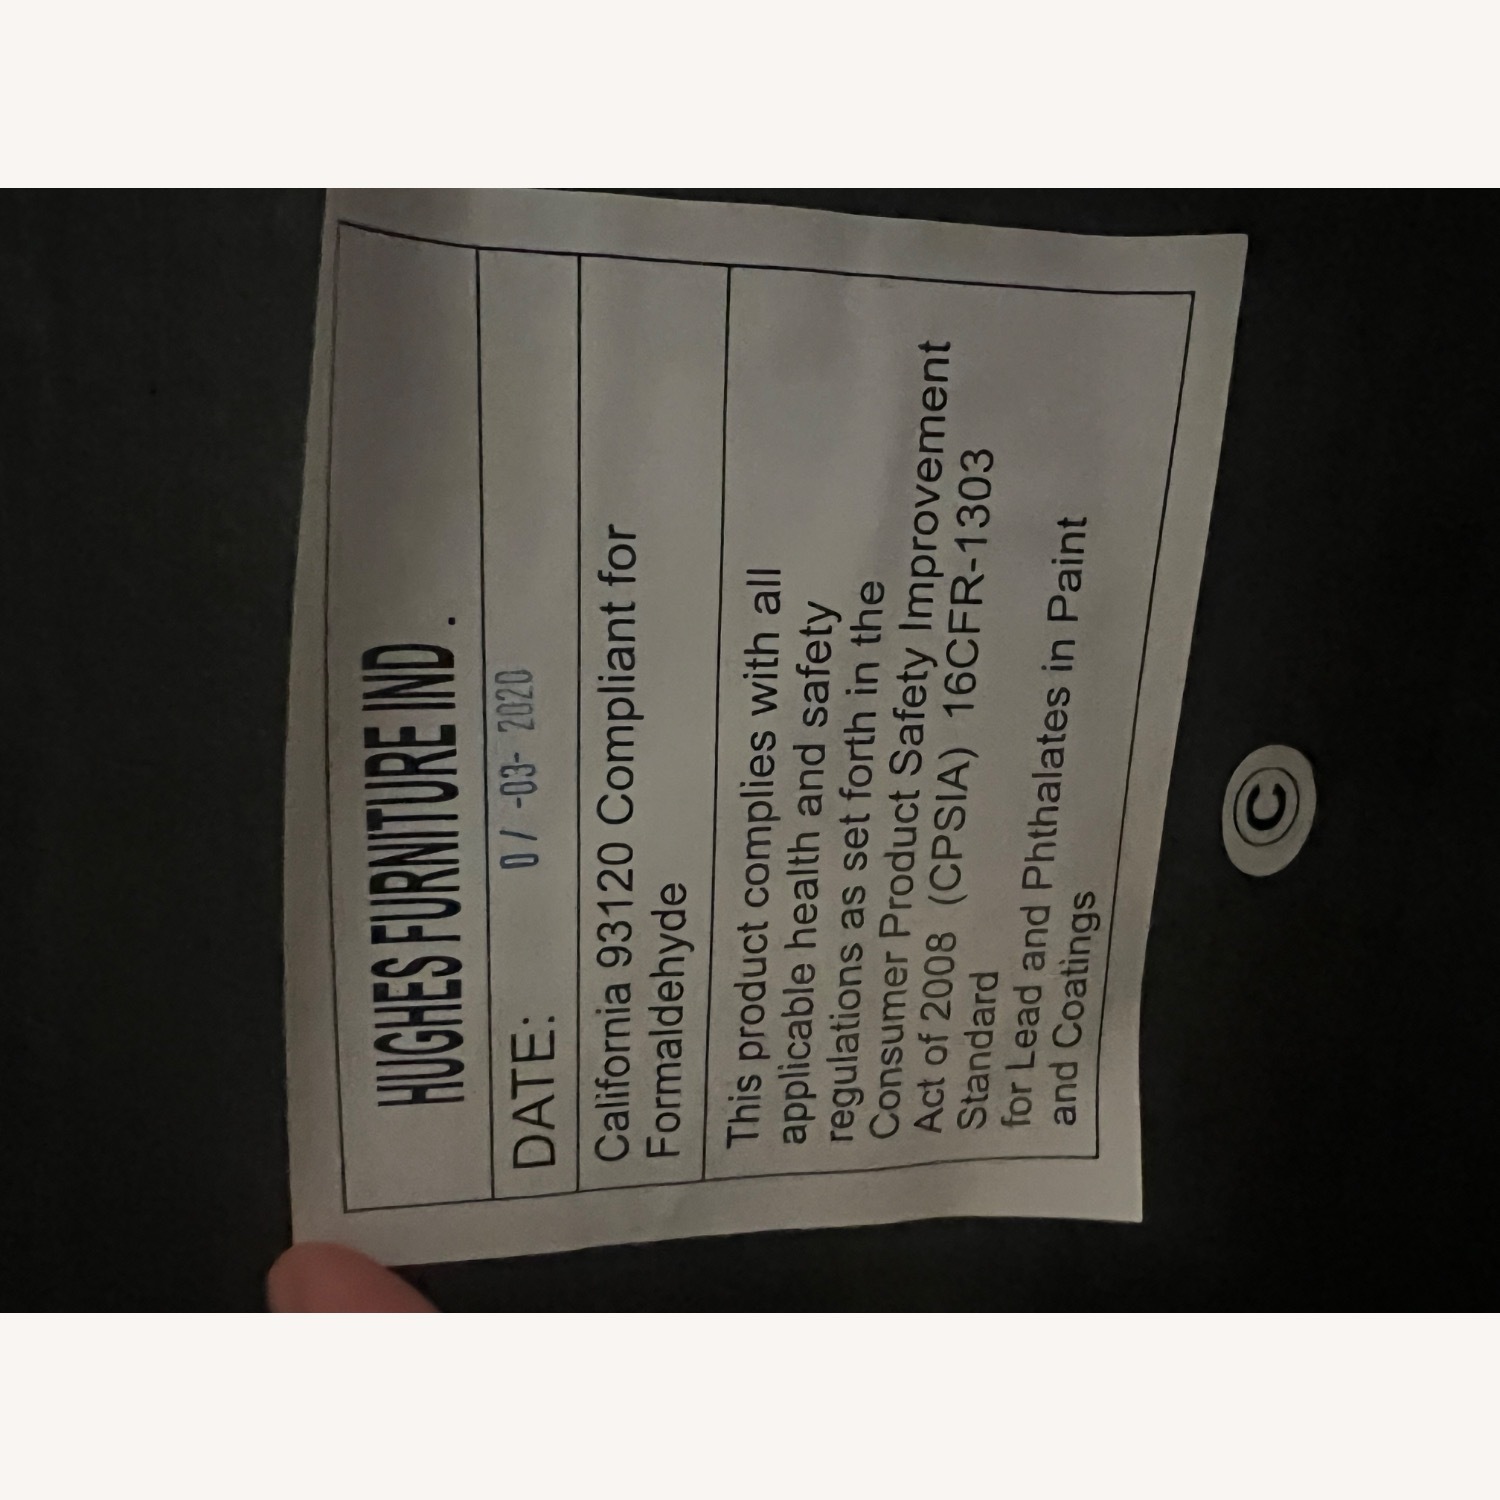 HUGHES FURNITURE IND.
DATE: 0/-03-2020
California 93120 Compliant for
Formaldehyde
This product complies with all
applicable health and safety
regulations as set forth in the
Consumer Product Safety Improvement
Act of 2008 (CPSIA) 16CFR-1303
Standard
for Lead and Phthalates in Paint
and Coatings
C